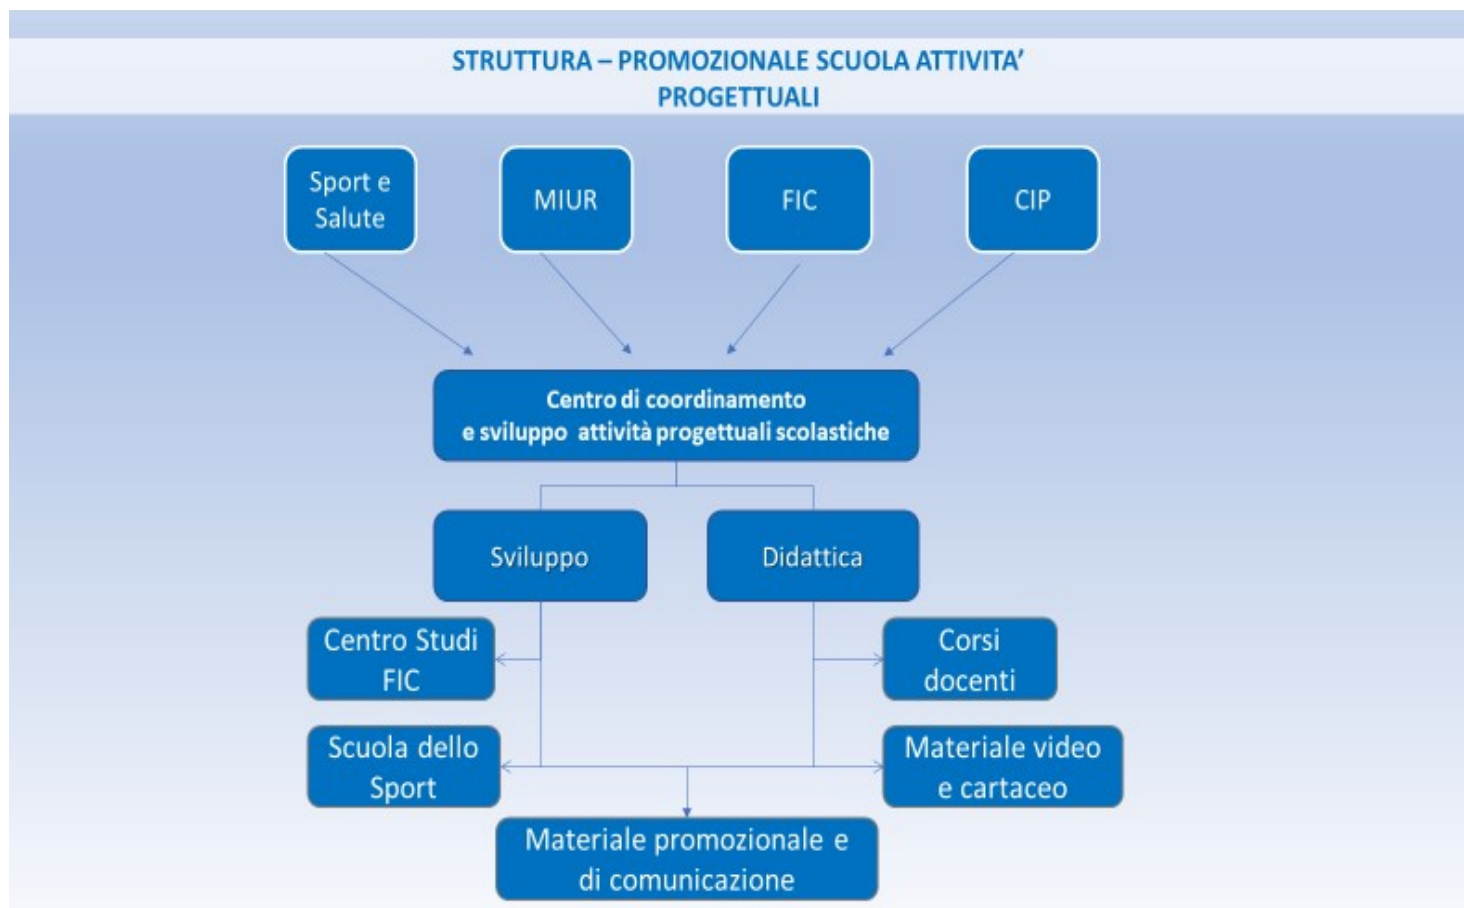 STRUTTURA – PROMOZIONALE SCUOLA ATTIVITA’
PROGETTUALI
Sport e
Salute
MIUR
FIC
CIP
Centro di coordinamento
e sviluppo attività progettuali scolastiche
Sviluppo
Didattica
Centro Studi
FIC
Corsi
docenti
Scuola dello
Sport
Materiale video
e cartaceo
Materiale promozionale e
di comunicazione